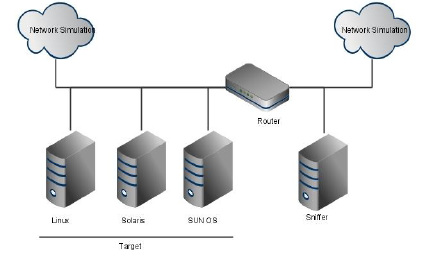 Network Simulation
Network Simulation
Router
Linux
Solaris
SUN OS
Sniffer
Target